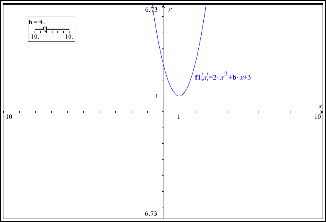 6.73 y
b = -4.
10. 10.
f1(x)=2·x²+b·x+3
1
x
10 1 10
6.73